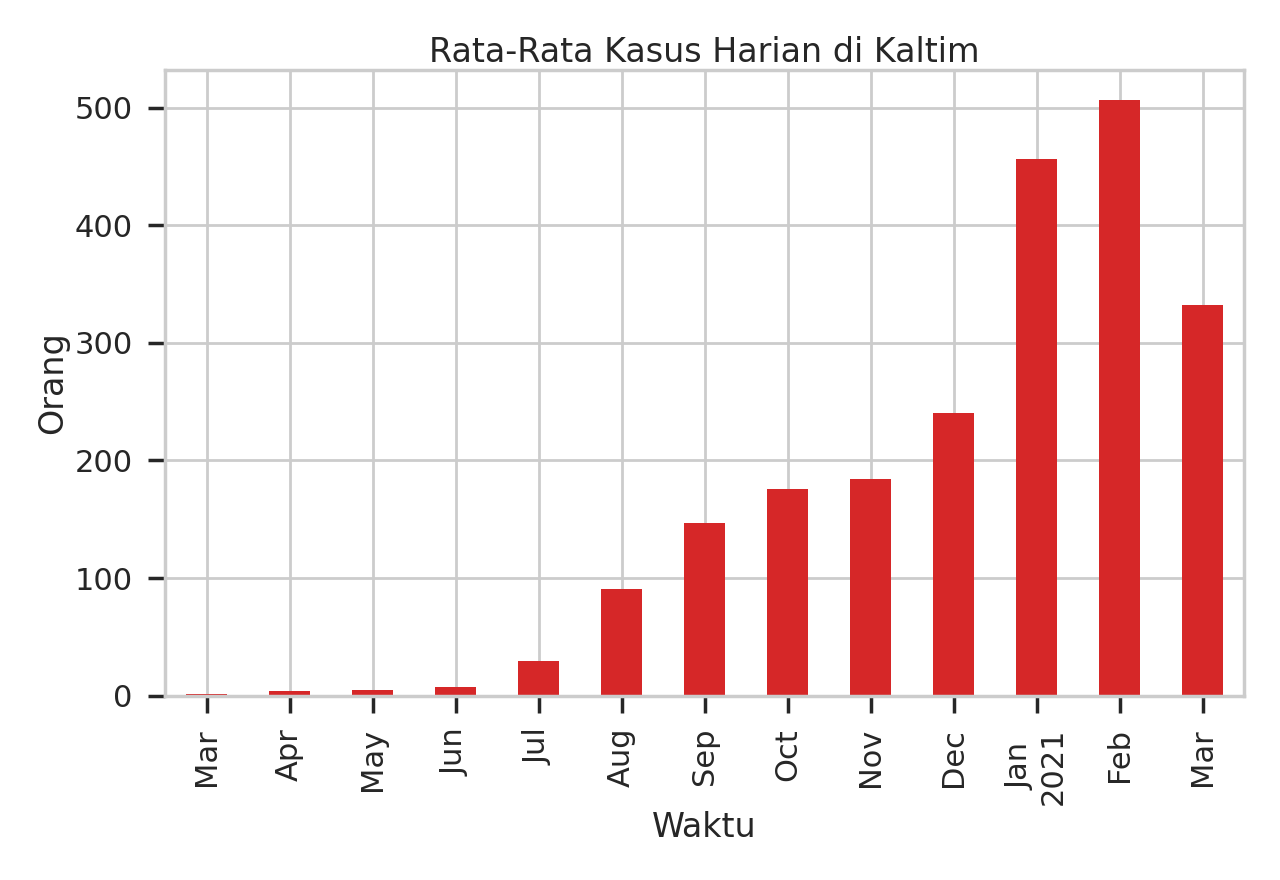 Rata-Rata Kasus Harian di Kaltim
Orang
500
400
300
200
100
0
Mar
Apr
May
Jun
Jul
Aug
Sep
Oct
Nov
Dec
Jan
2021
Feb
Mar
Waktu